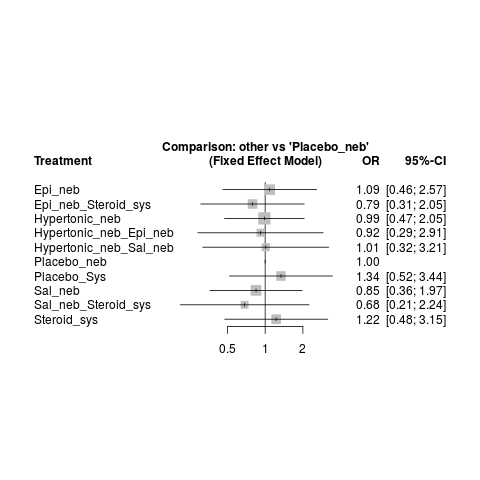 Comparison: other vs 'Placebo_neb'
Treatment (Fixed Effect Model) OR 95%-CI
Epi_neb 1.09 [0.46; 2.57]
Epi_neb_Steroid_sys 0.79 [0.31; 2.05]
Hypertonic_neb 0.99 [0.47; 2.05]
Hypertonic_neb_Epi_neb 0.92 [0.29; 2.91]
Hypertonic_neb_Sal_neb 1.01 [0.32; 3.21]
Placebo_neb 1.00
Placebo_Sys 1.34 [0.52; 3.44]
Sal_neb 0.85 [0.36; 1.97]
Sal_neb_Steroid_sys 0.68 [0.21; 2.24]
Steroid_sys 1.22 [0.48; 3.15]
0.5 1 2